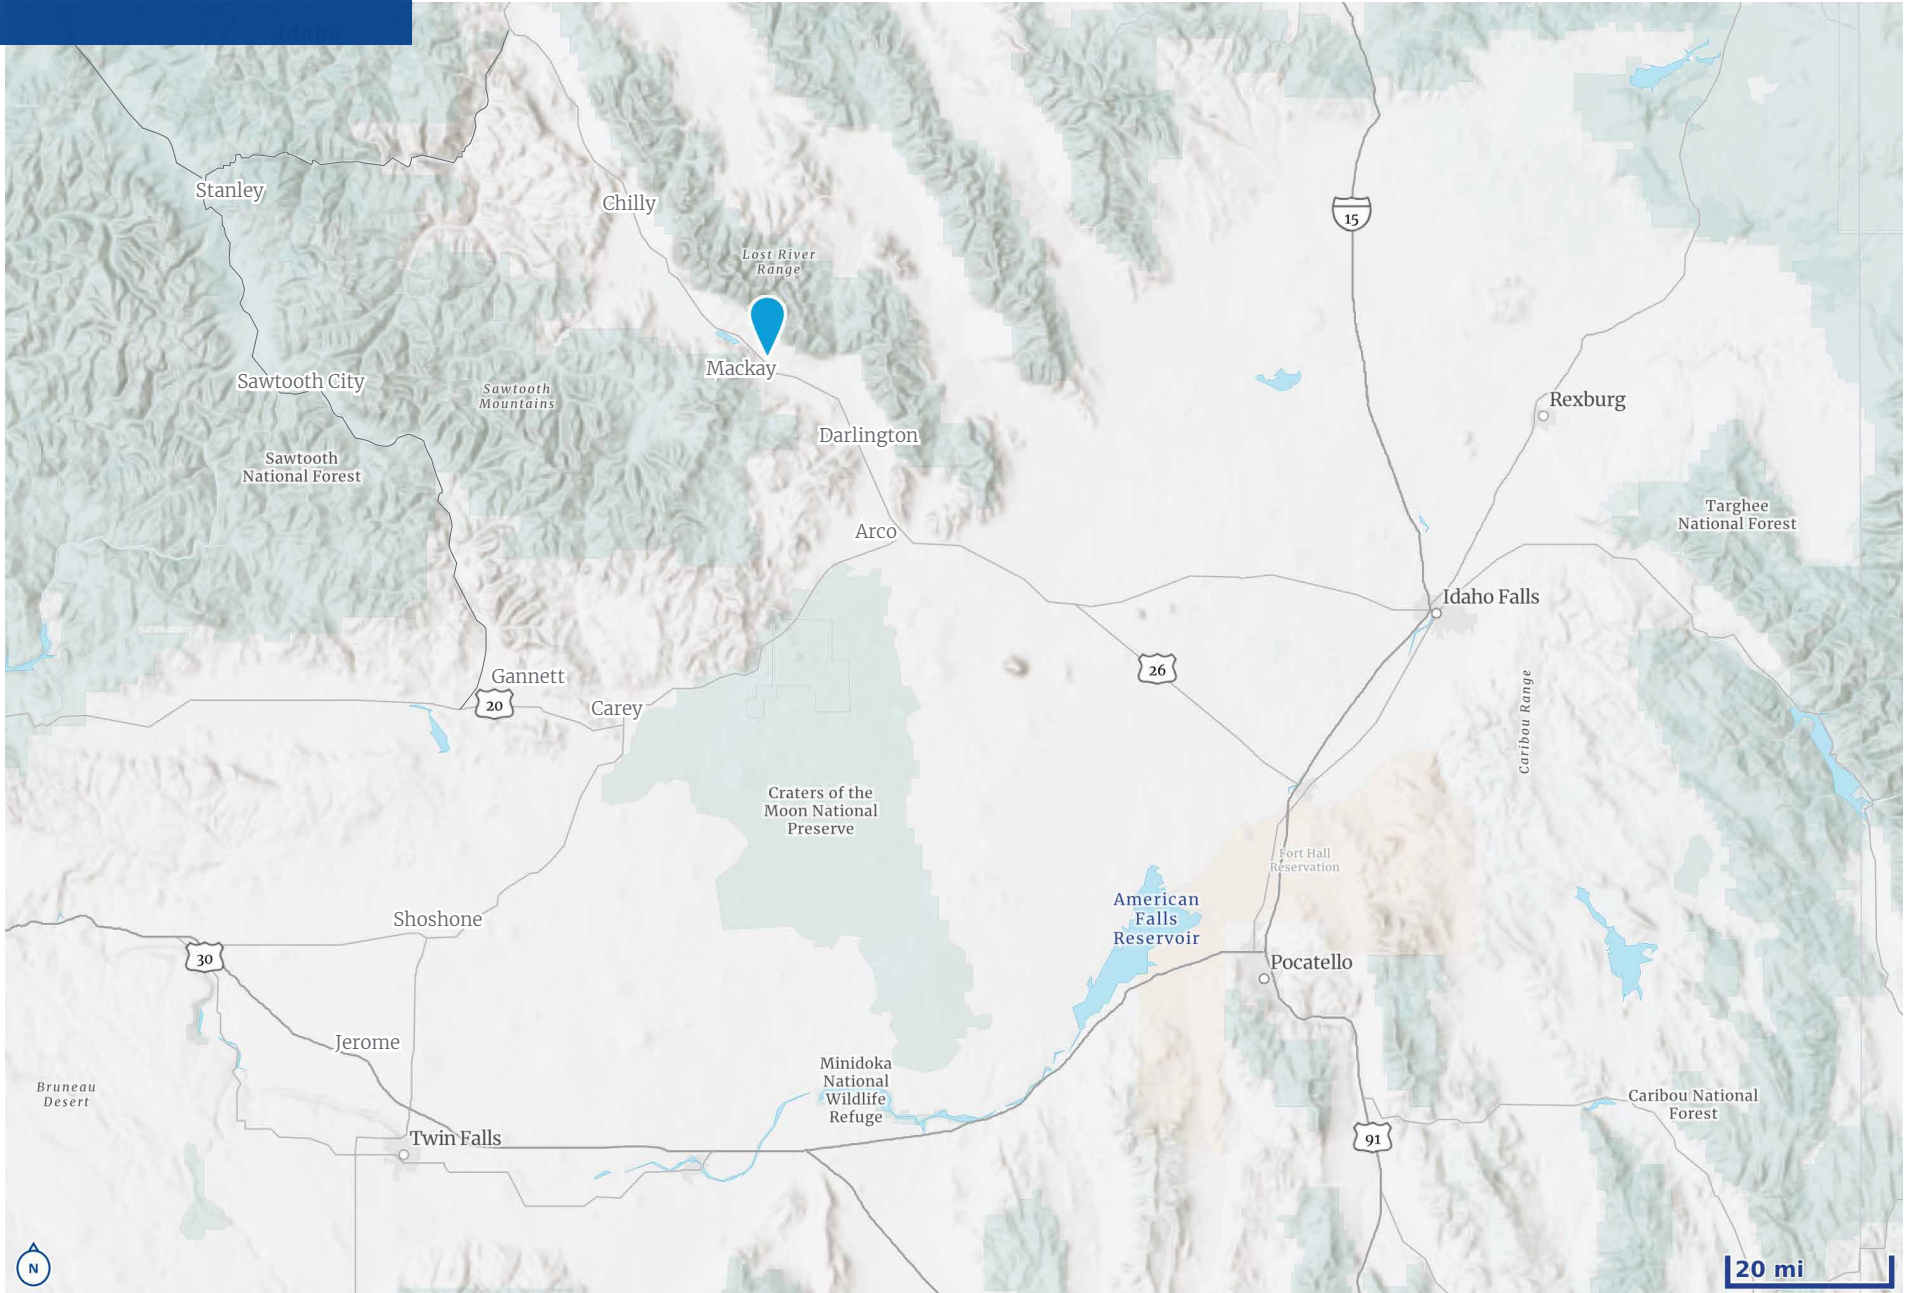 Idaho
Stanley
Chilly
15
Lost River
Range
Mackay
Sawtooth City
Sawtooth
Mountains
Rexburg
Darlington
Sawtooth
National Forest
Targhee
National Forest
Arco
Idaho Falls
26
Gannett
20
Carey
Caribou Range
Craters of the
Moon National
Preserve
Fort Hall
Reservation
American
Falls
Reservoir
Shoshone
30
Pocatello
Jerome
Minidoka
National
Wildlife
Refuge
Bruneau
Desert
Caribou National
Forest
Twin Falls
91
N
20 mi